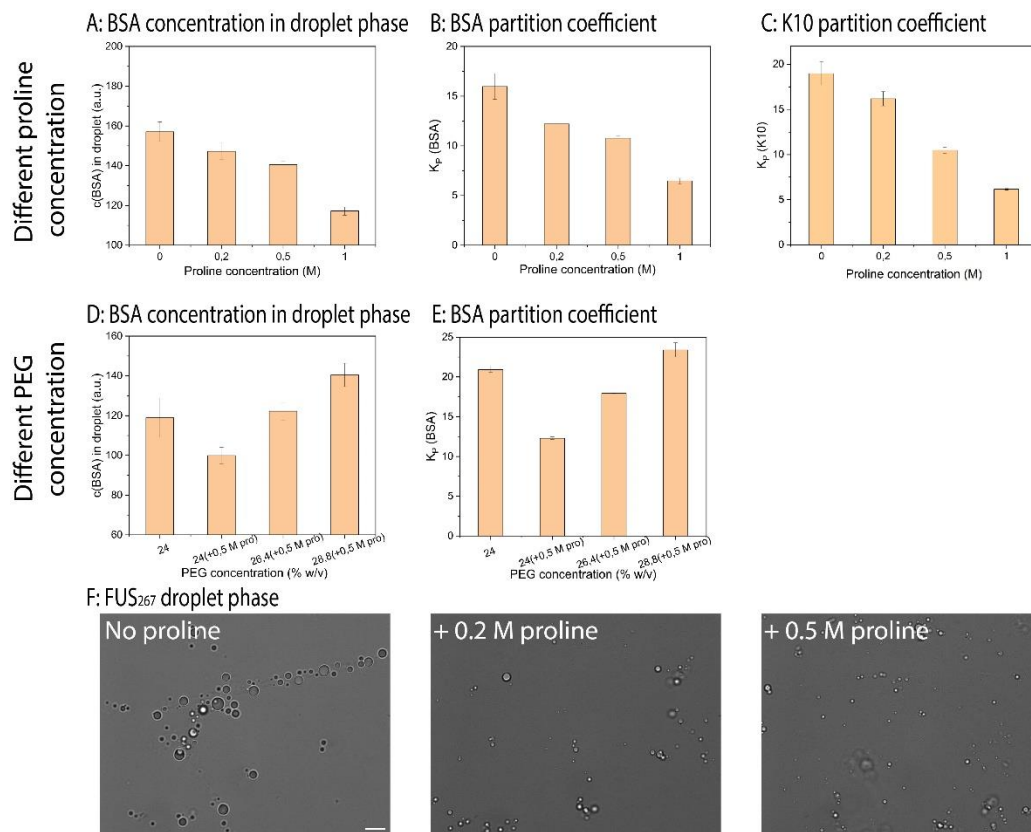 A: BSA concentration in droplet phase
B: BSA partition coefficient
C: K10 partition coefficient
Different proline
concentration
200
180
160
140
120
100
c(BSA) in droplet (a.u.)
0
0,2
0,5
1
Proline concentration (M)
20
15
10
5
0
Kₚ (BSA)
0
0,2
0,5
1
Proline concentration (M)
20
15
10
5
0
Kₚ (K10)
0
0,2
0,5
1
Proline concentration (M)
D: BSA concentration in droplet phase
E: BSA partition coefficient
Different PEG
concentration
160
140
120
100
80
60
c(BSA) in droplet (a.u.)
24
24(+0,5 M pro)
26,4(+0,5 M pro)
28,8(+0,5 M pro)
PEG concentration (% w/v)
25
20
15
10
5
0
Kₚ (BSA)
24
24(+0,5 M pro)
26,4(+0,5 M pro)
28,8(+0,5 M pro)
PEG concentration (% w/v)
F: FUS₂₆₇ droplet phase
No proline
+ 0.2 M proline
+ 0.5 M proline